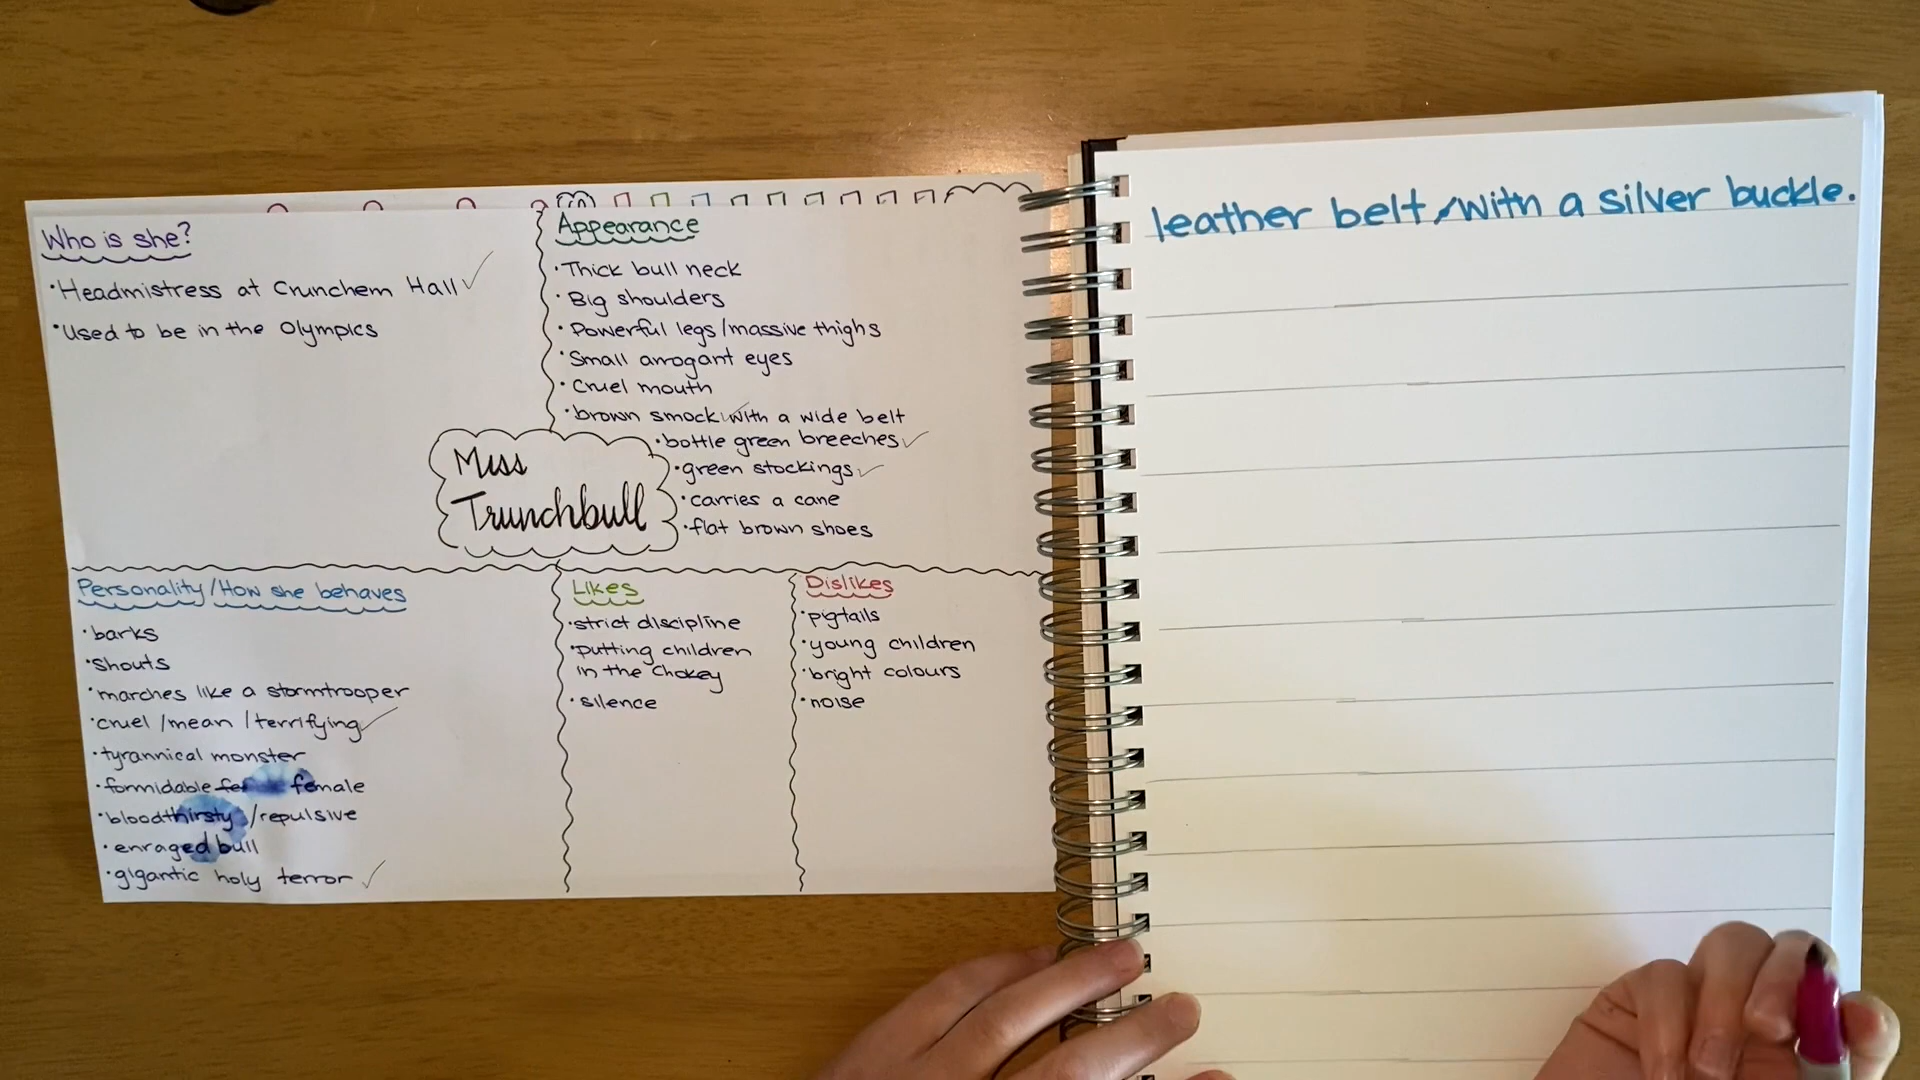 Who is she?
·Headmistress at Crunchem Hall ✓
·Used to be in the Olympics
Appearance
·Thick bull neck
·Big shoulders
·Powerful legs/massive thighs
·Small arrogant eyes
·Cruel mouth
·brown smock with a wide belt
·bottle green breeches ✓
·green stockings ✓
·carries a cane
·flat brown shoes
Miss
Trunchbull
Personality/How she behaves
·barks
·Shouts
·marches like a stormtrooper
·cruel/mean/terrifying ✓
·tyrannical monster
·formidable female
·bloodthirsty/repulsive
·enraged bull
·gigantic holy terror ✓
Likes
·strict discipline
·putting children
in the Chokey
·silence
Dislikes
·pigtails
·young children
·bright colours
·noise
leather belt, with a silver buckle.